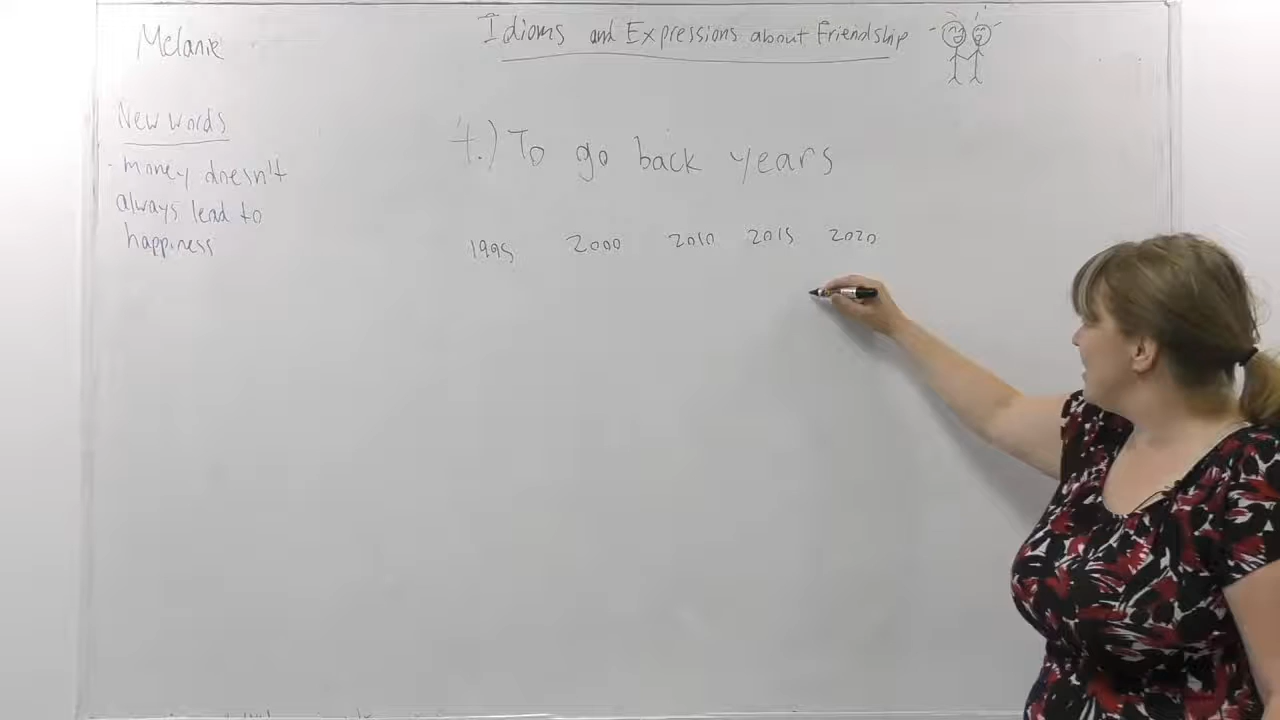 Melanie
Idioms and Expressions about Friendship
New words
- money doesn't
always lead to
happiness
4.) To go back years
1995 2000 2010 2015 2020